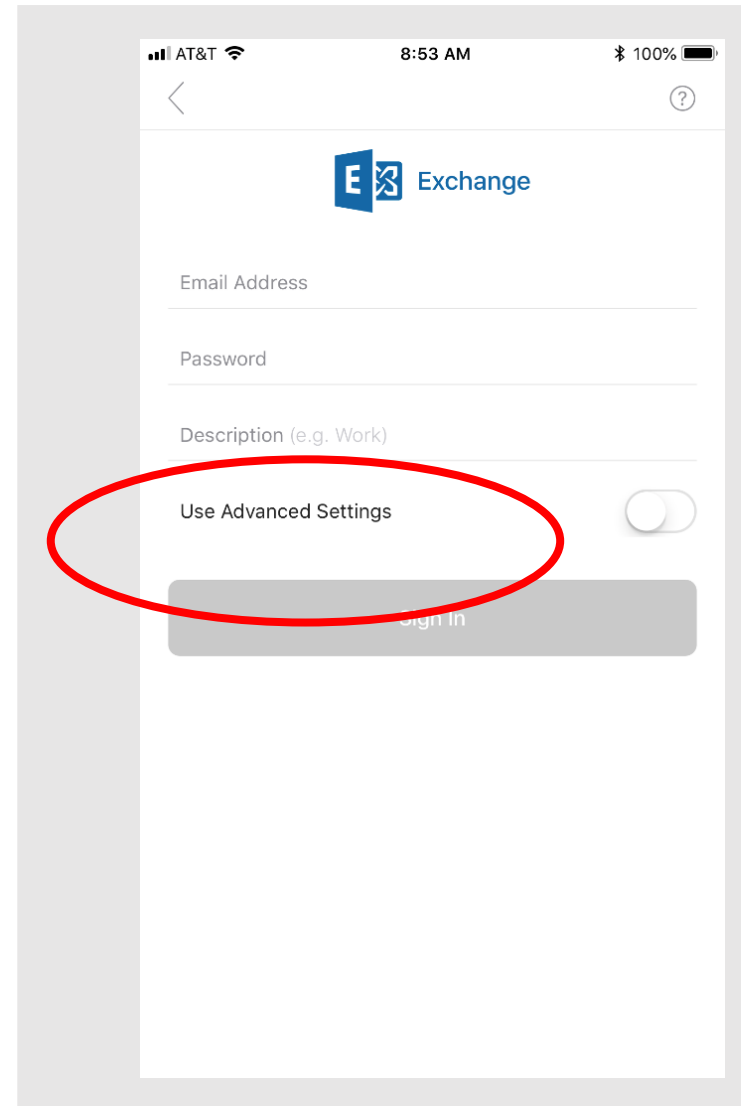 AT&T 8:53 AM 100%
?
E Exchange
Email Address
Password
Description (e.g. Work)
Use Advanced Settings
Sign In